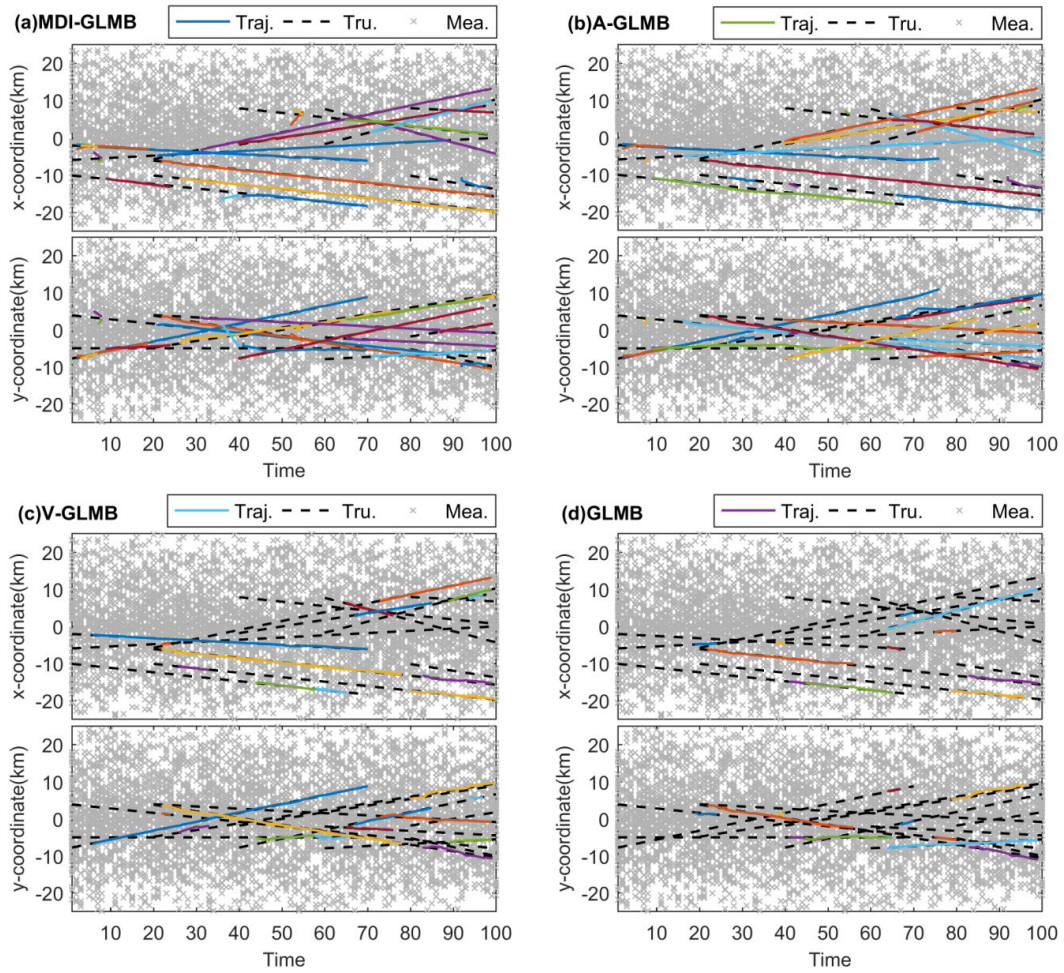 (a)MDI-GLMB Traj. Tru. Mea.
x-coordinate(km)
20
10
0
-10
-20
y-coordinate(km)
20
10
0
-10
-20
10 20 30 40 50 60 70 80 90 100
Time
(b)A-GLMB Traj. Tru. Mea.
x-coordinate(km)
20
10
0
-10
-20
y-coordinate(km)
20
10
0
-10
-20
10 20 30 40 50 60 70 80 90 100
Time
(c)V-GLMB Traj. Tru. Mea.
x-coordinate(km)
20
10
0
-10
-20
y-coordinate(km)
20
10
0
-10
-20
10 20 30 40 50 60 70 80 90 100
Time
(d)GLMB Traj. Tru. Mea.
x-coordinate(km)
20
10
0
-10
-20
y-coordinate(km)
20
10
0
-10
-20
10 20 30 40 50 60 70 80 90 100
Time